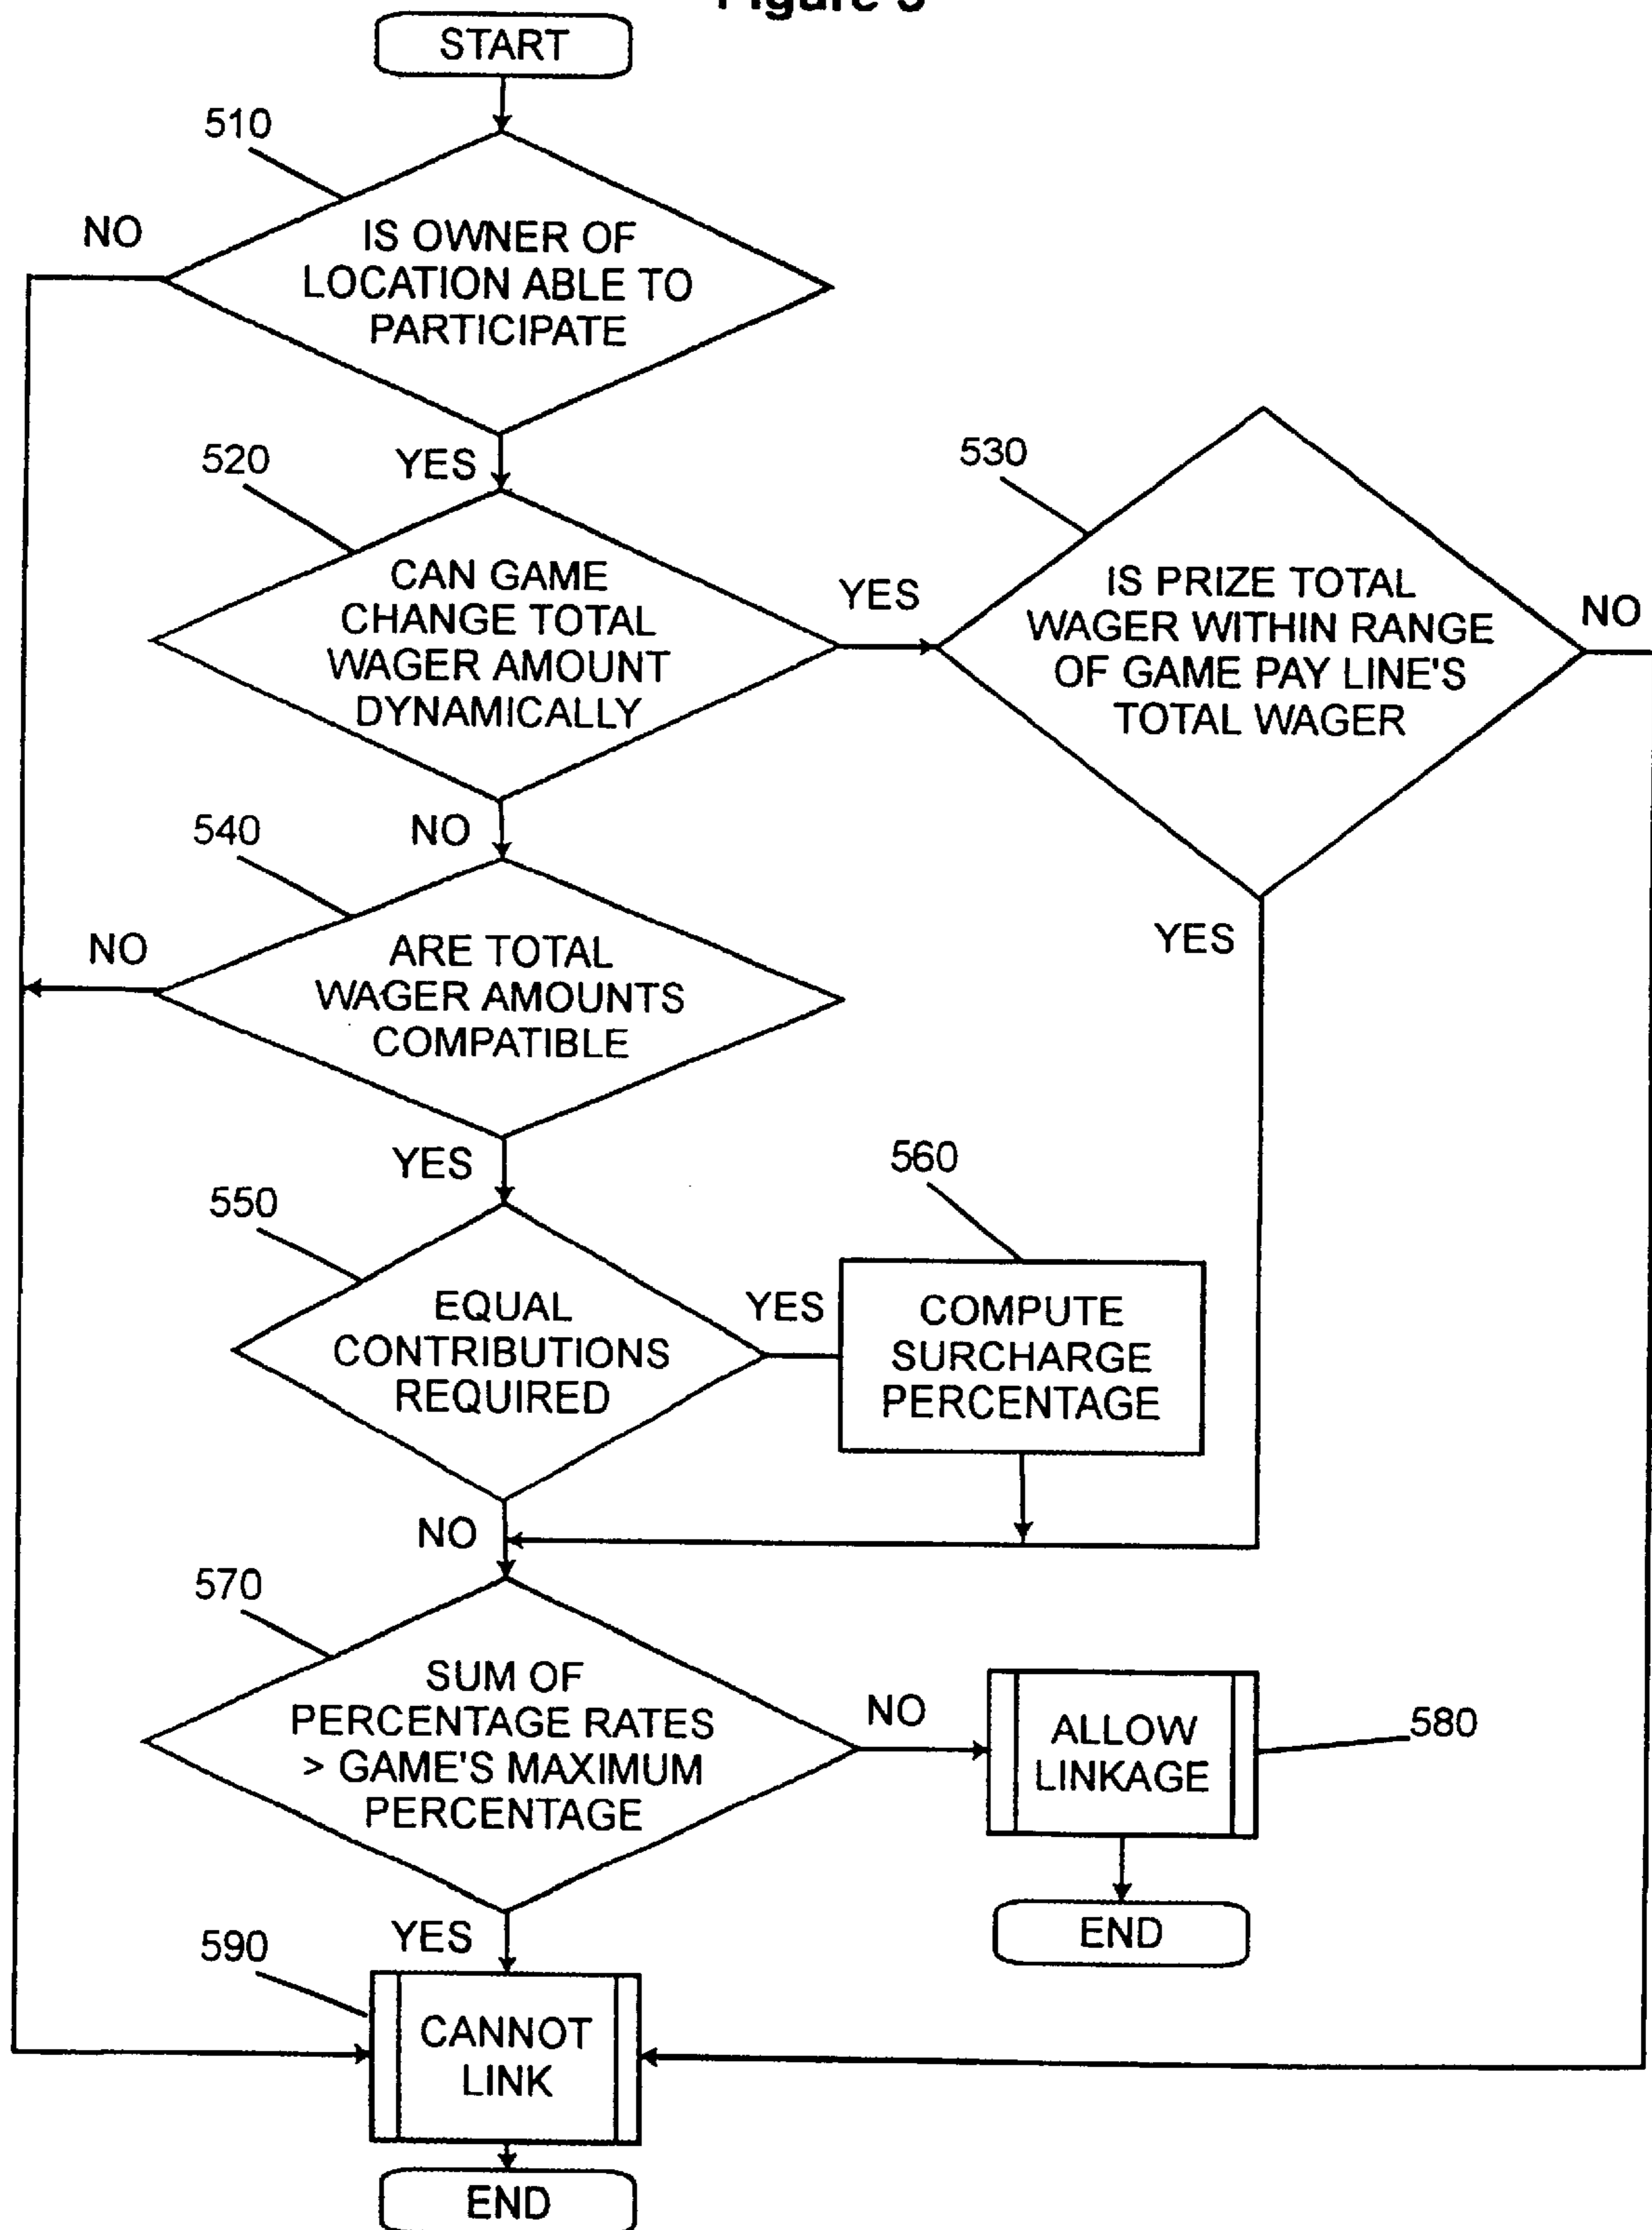 START
510
NO
IS OWNER OF
LOCATION ABLE TO
PARTICIPATE
YES
520
CAN GAME
CHANGE TOTAL
WAGER AMOUNT
DYNAMICALLY
YES
530
IS PRIZE TOTAL
WAGER WITHIN RANGE
OF GAME PAY LINE'S
TOTAL WAGER
NO
YES
NO
540
ARE TOTAL
WAGER AMOUNTS
COMPATIBLE
NO
YES
550
EQUAL
CONTRIBUTIONS
REQUIRED
YES
560
COMPUTE
SURCHARGE
PERCENTAGE
NO
570
SUM OF
PERCENTAGE RATES
> GAME'S MAXIMUM
PERCENTAGE
NO
ALLOW
LINKAGE
580
END
YES
590
CANNOT
LINK
END